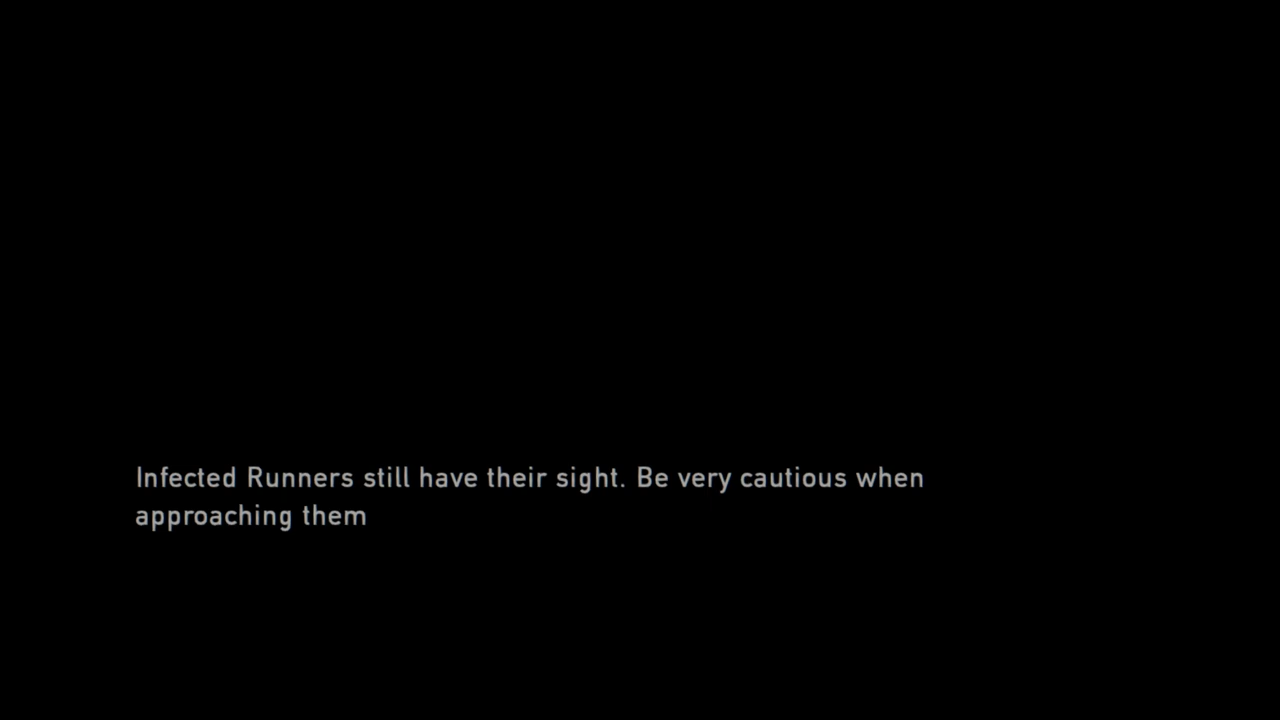 Infected Runners still have their sight. Be very cautious when
approaching them